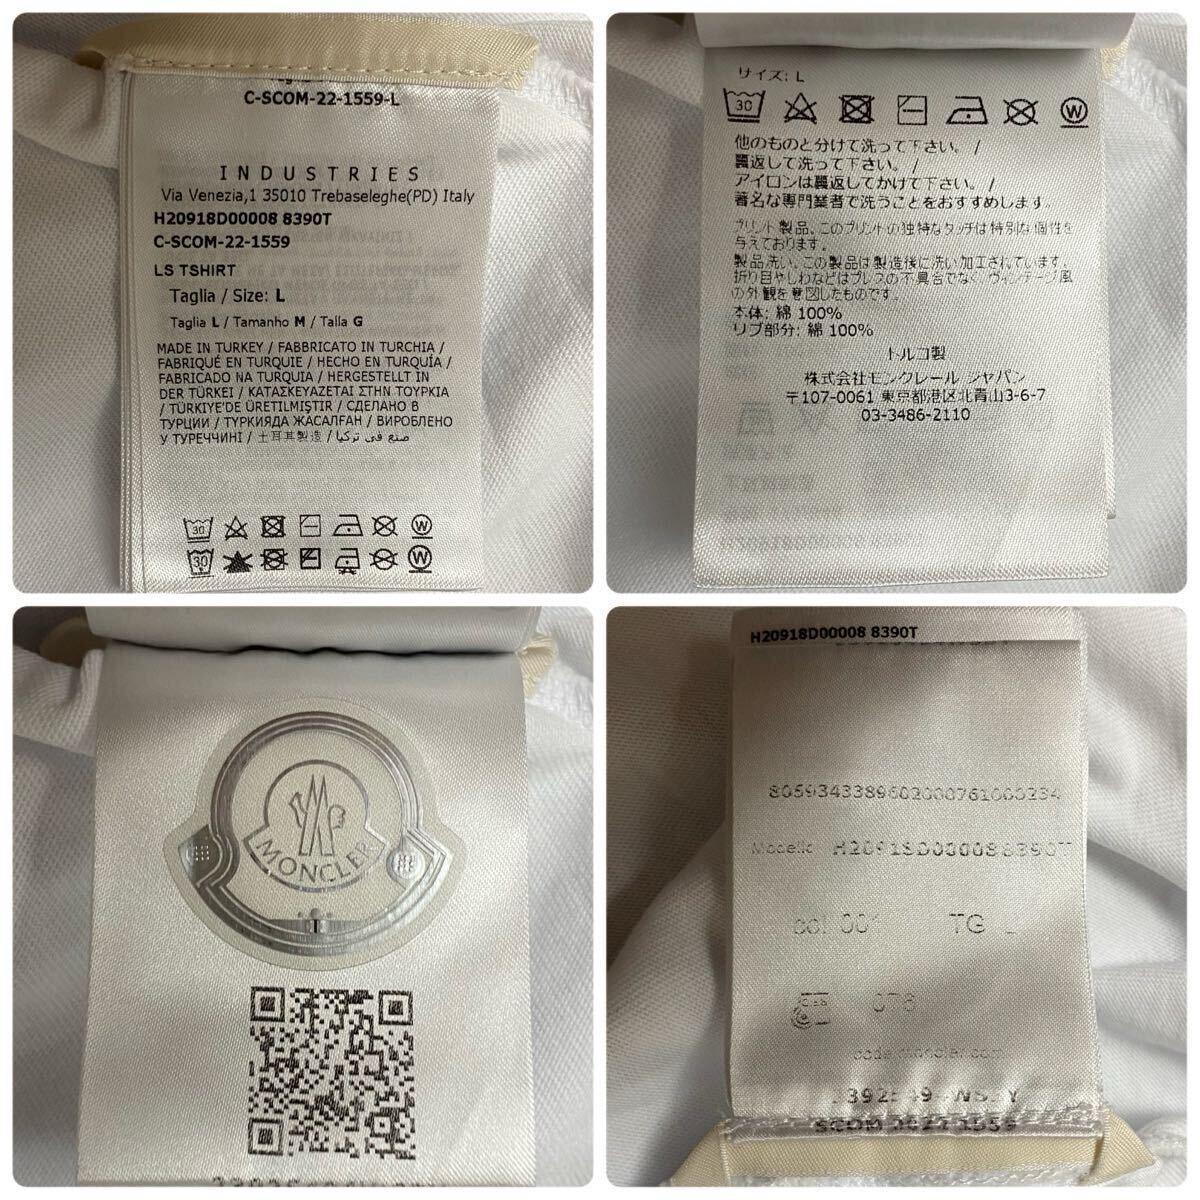 C-SCOM-22-1559-L
INDUSTRIES
Via Venezia,1 35010 Trebaseleghe(PD) Italy
H20918D00008 8390T
C-SCOM-22-1559
LS TSHIRT
Taglia / Size: L
Taglia L / Tamanho M / Talla G
MADE IN TURKEY / FABBRICATO IN TURCHIA /
FABRIQUÉ EN TURQUIE / HECHO EN TURQUÍA /
FABRICADO NA TURQUIA / HERGESTELLT IN
DER TÜRKEI / ΚΑΤΑΣΚΕΥΑΖΕΤΑΙ ΣΤΗΝ ΤΟΥΡΚΙΑ
/ TÜRKIYE'DE ÜRETILMIŞTIR / СДЕЛАНО В
ТУРЦИИ / ТҮРКИЯДА ЖАСАЛҒАН / ВИРОБЛЕНО
У ТУРЕЧЧИНІ / 土耳其製造 / صنع في تركيا
30 W
30 W
サイズ: L
30 W
他のものと分けて洗って下さい。 /
裏返して洗って下さい。 /
アイロンは裏返してかけて下さい。 /
著名な専門業者で洗うことをおすすめします。
プリント製品、このプリントの独特なタッチは特別な個性を
与えております。
製品洗い、この製品は製造後に洗い加工されています。
折り目やしわなどはプレスの不具合でなくヴィンテージ風
の外観を意図したものです。
本体: 綿 100%
リブ部分: 綿 100%
トルコ製
株式会社モンクレール ジャパン
〒107-0061 東京都港区北青山3-6-7
03-3486-2110
MONCLER
H20918D00008 8390T
8059343389602000761000234
Modello H20918D000088390T
TG
078
code.moncler.com